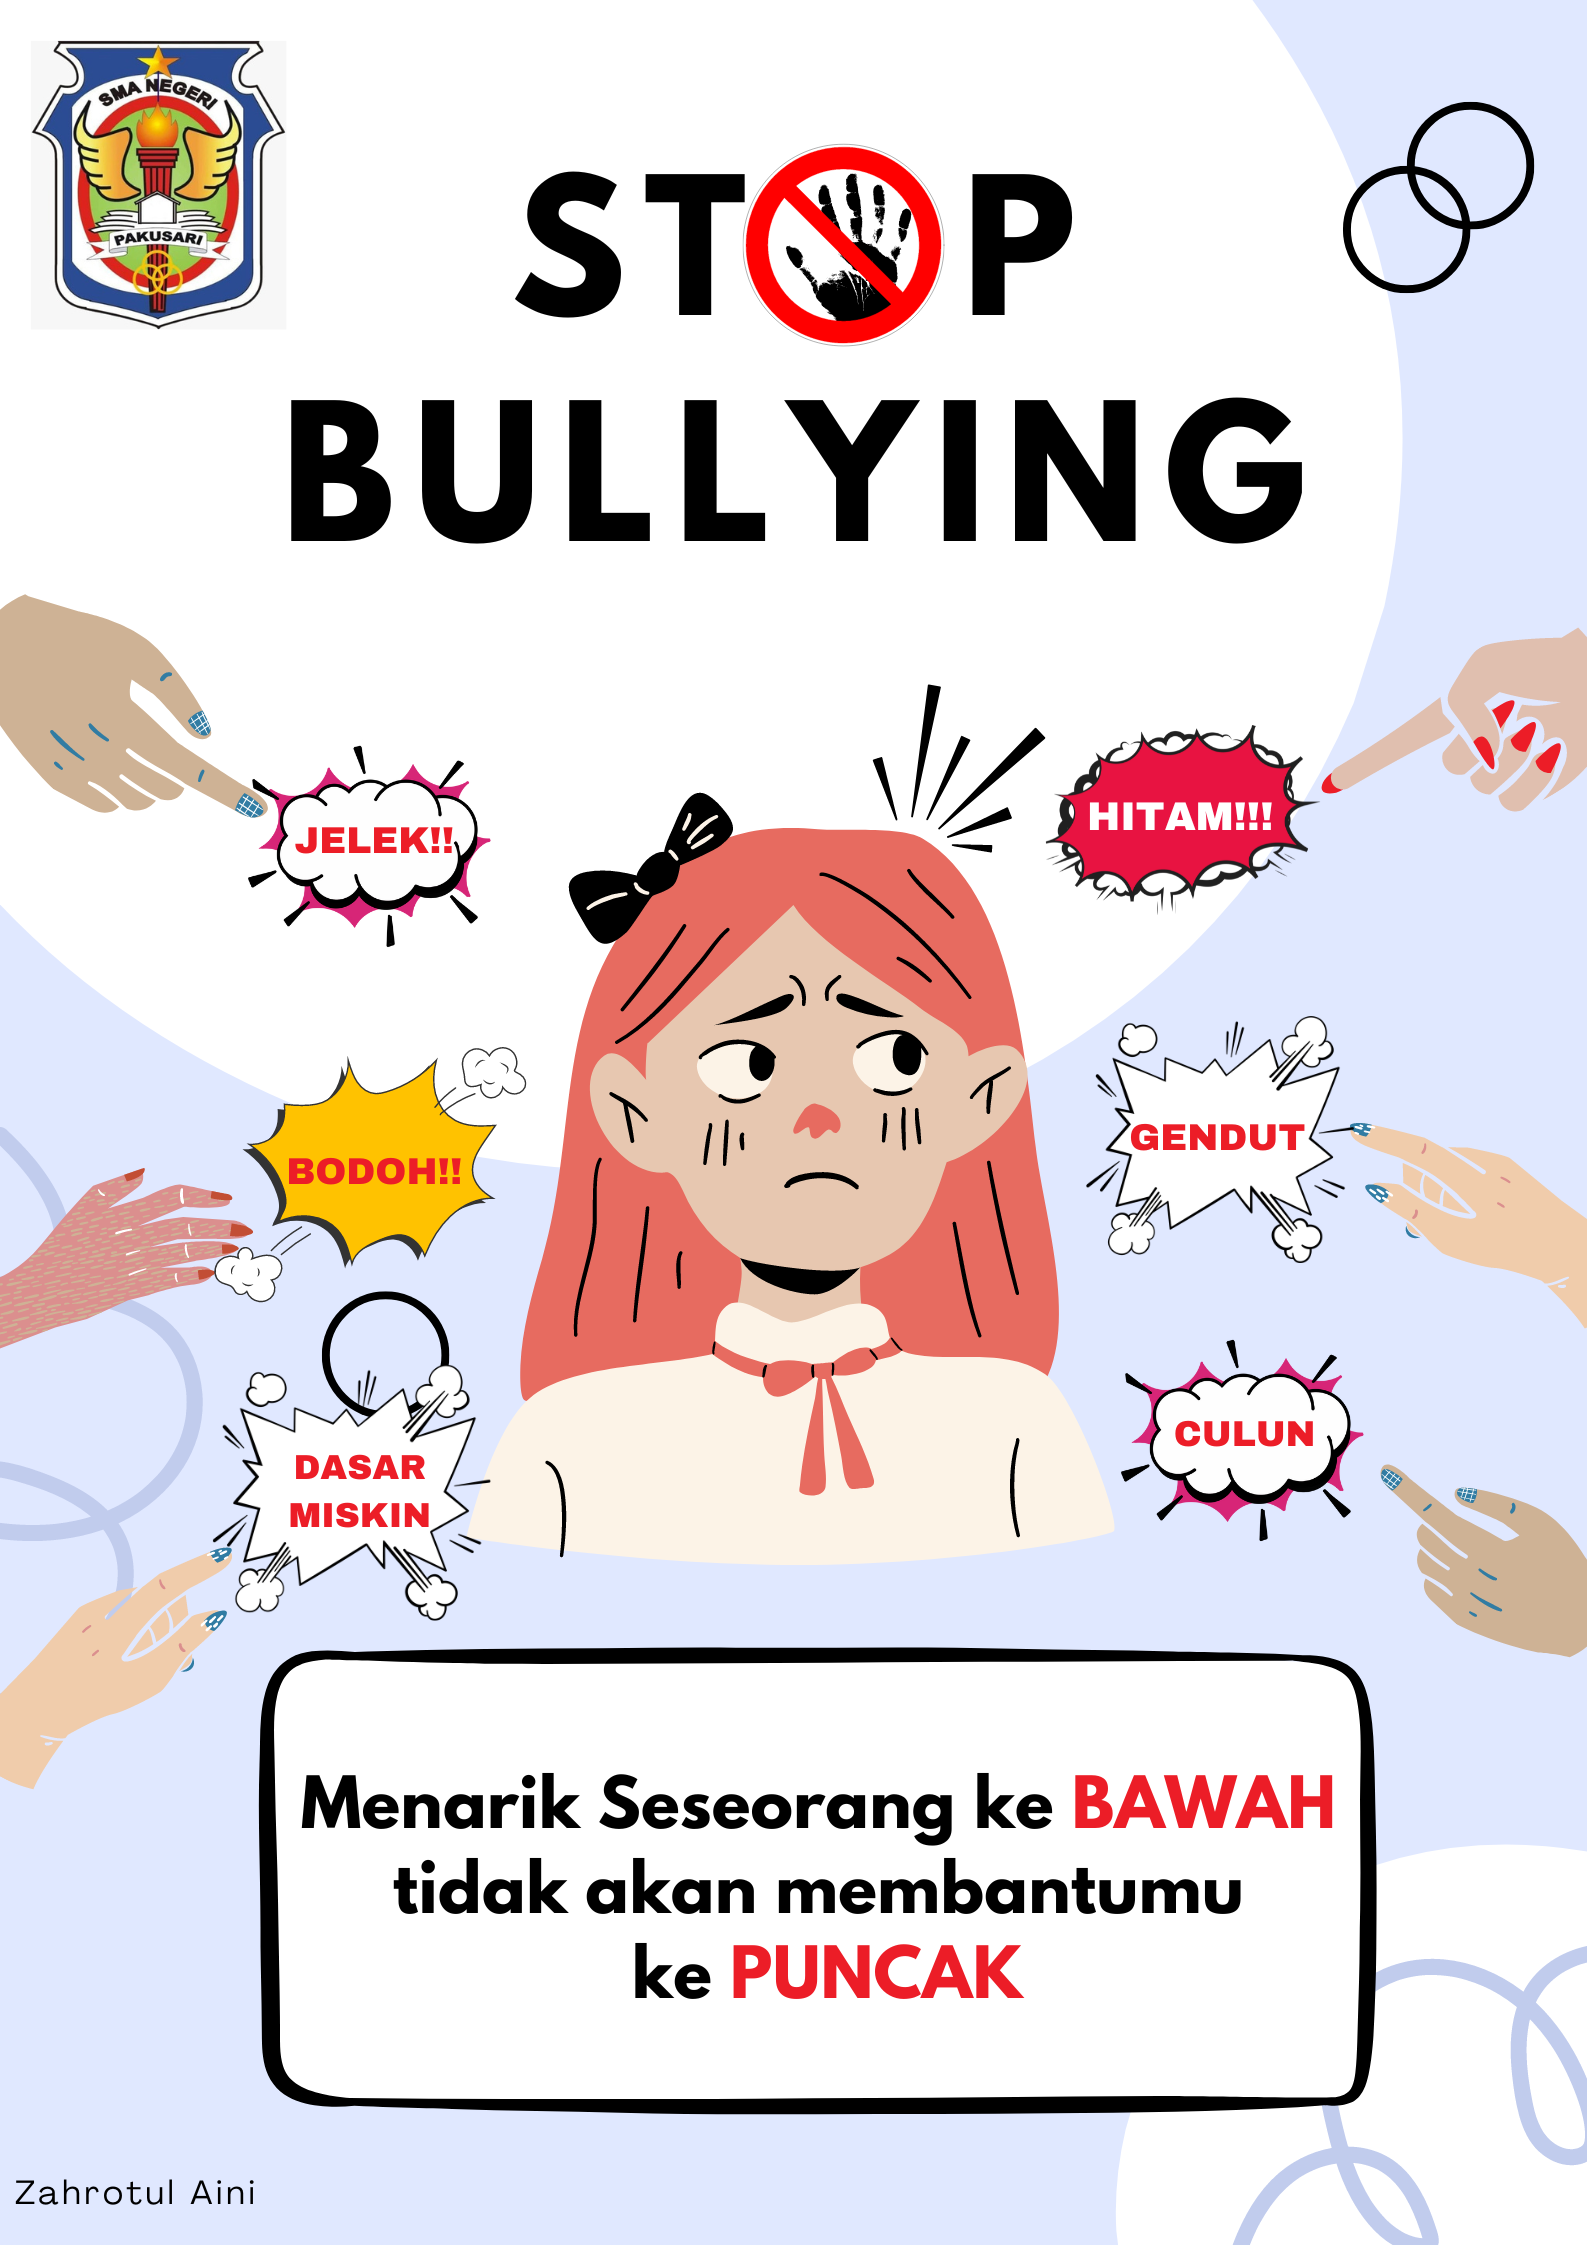 SMA NEGERI
PAKUSARI
STOP
BULLYING
JELEK!!
HITAM!!!
BODOH!!
GENDUT
DASAR
MISKIN
CULUN
Menarik Seseorang ke BAWAH
tidak akan membantumu
ke PUNCAK
Zahrotul Aini